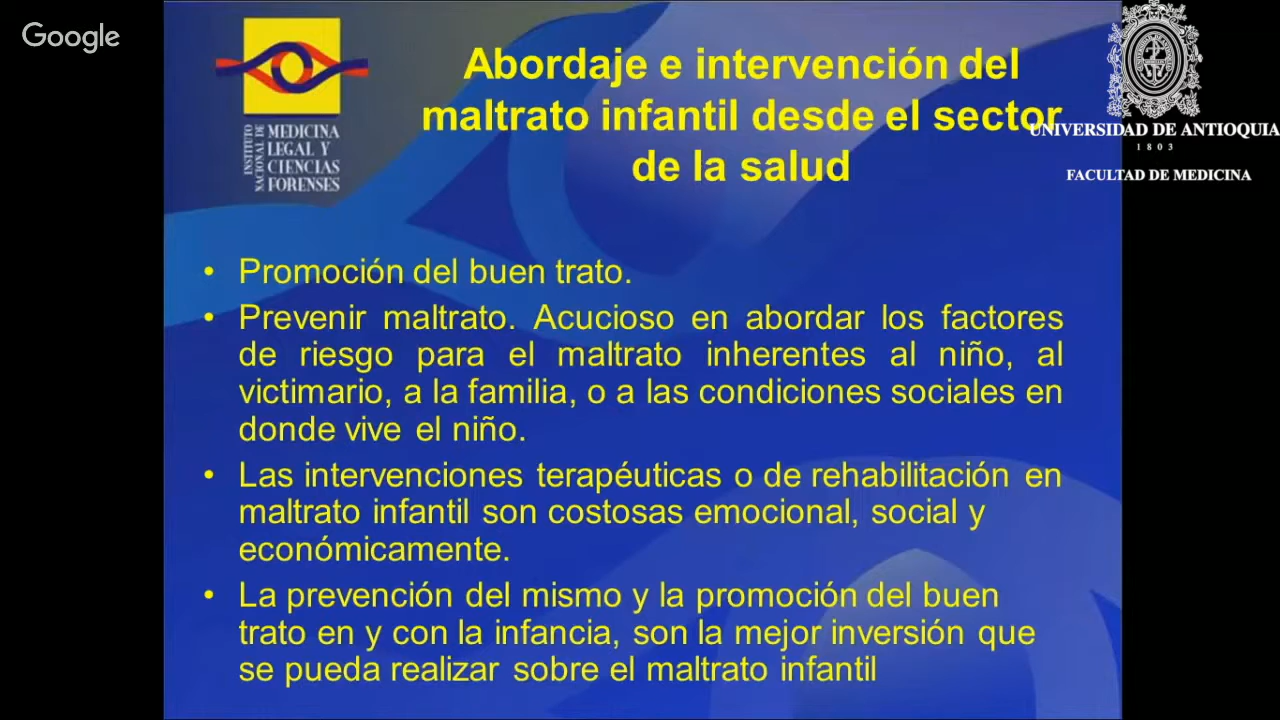 Google
INSTITUTO
NACIONAL DE
MEDICINA
LEGAL Y
CIENCIAS
FORENSES
Abordaje e intervención del
maltrato infantil desde el sector
de la salud
UNIVERSIDAD DE ANTIOQUIA
1803
FACULTAD DE MEDICINA
• Promoción del buen trato.
• Prevenir maltrato. Acucioso en abordar los factores
de riesgo para el maltrato inherentes al niño, al
victimario, a la familia, o a las condiciones sociales en
donde vive el niño.
• Las intervenciones terapéuticas o de rehabilitación en
maltrato infantil son costosas emocional, social y
económicamente.
• La prevención del mismo y la promoción del buen
trato en y con la infancia, son la mejor inversión que
se pueda realizar sobre el maltrato infantil